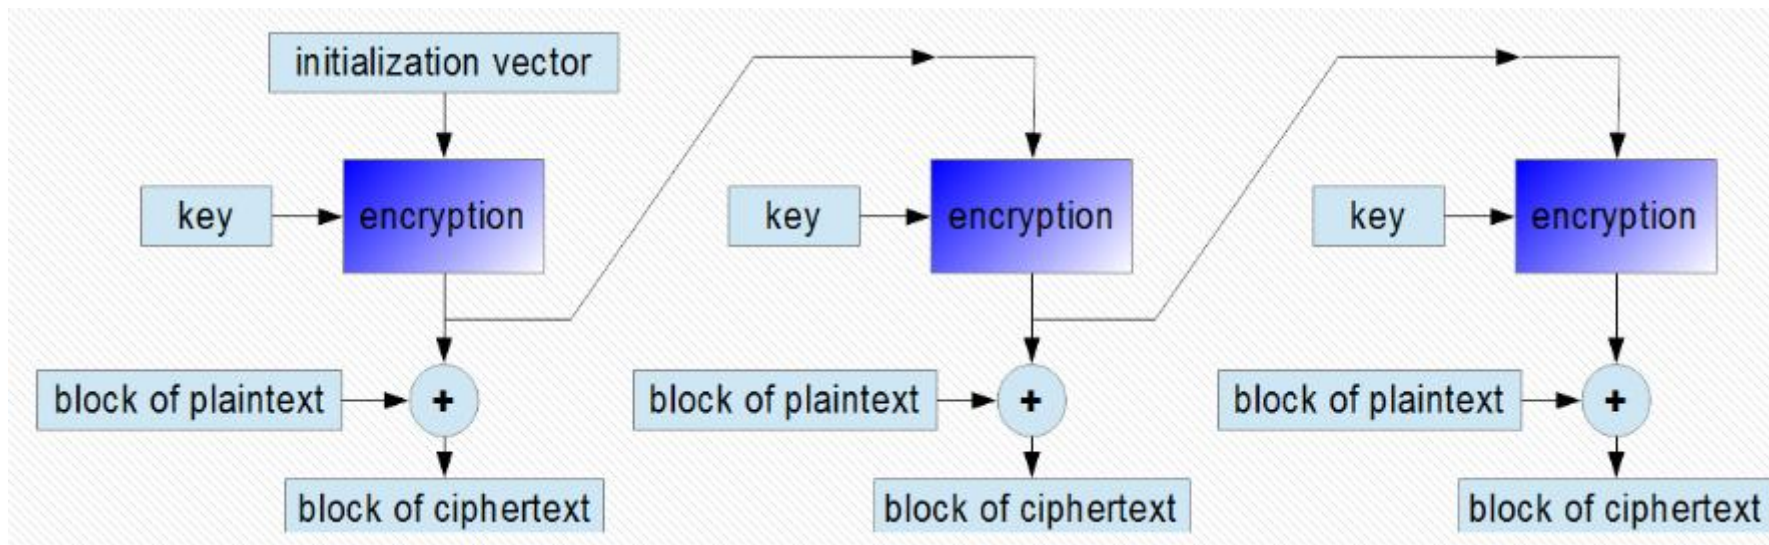 initialization vector
key
encryption
key
encryption
key
encryption
block of plaintext
+
block of plaintext
+
block of plaintext
+
block of ciphertext
block of ciphertext
block of ciphertext